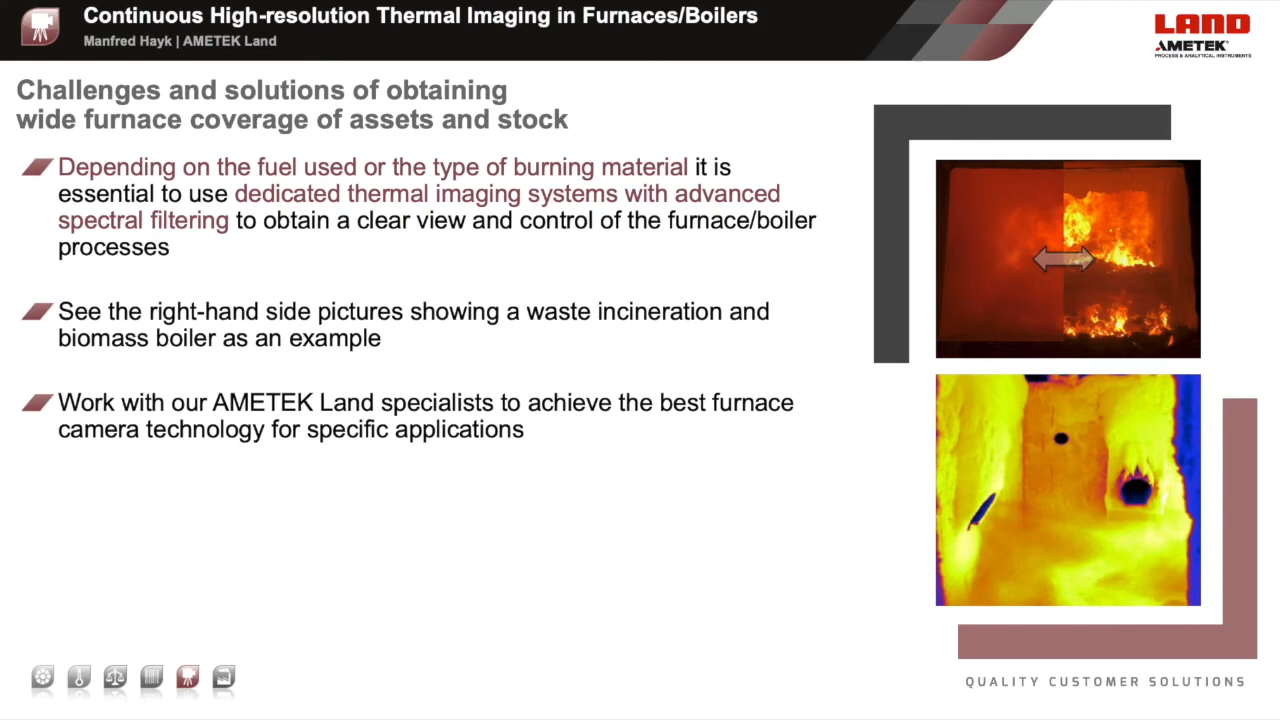 Continuous High-resolution Thermal Imaging in Furnaces/Boilers
Manfred Hayk | AMETEK Land
LAND
AMETEK®
PROCESS & ANALYTICAL INSTRUMENTS
Challenges and solutions of obtaining
wide furnace coverage of assets and stock
Depending on the fuel used or the type of burning material it is
essential to use dedicated thermal imaging systems with advanced
spectral filtering to obtain a clear view and control of the furnace/boiler
processes
See the right-hand side pictures showing a waste incineration and
biomass boiler as an example
Work with our AMETEK Land specialists to achieve the best furnace
camera technology for specific applications
QUALITY CUSTOMER SOLUTIONS